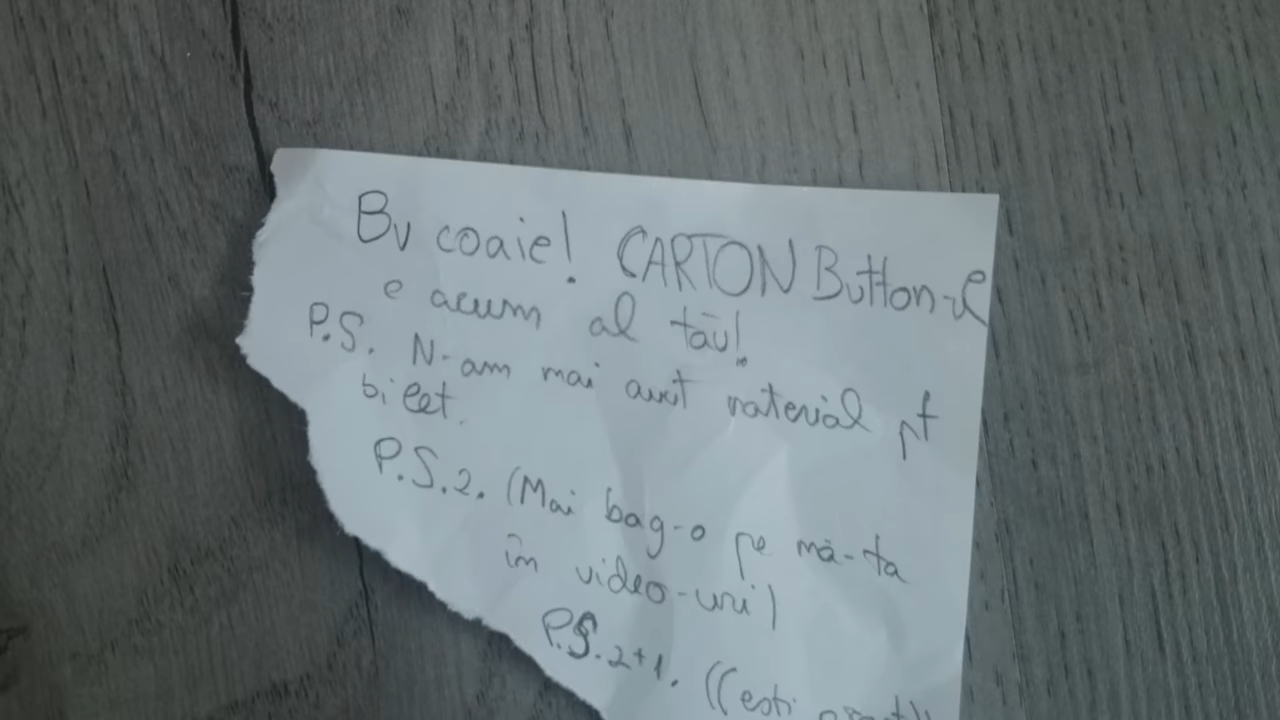 Bv coaie! CARTON Button-ul
e acum al tău!
P.S. N-am mai avut material pt
bilet.
P.S.2. (Mai bag-o pe mă-ta
în video-uri)
P.S.2+1. ((esti